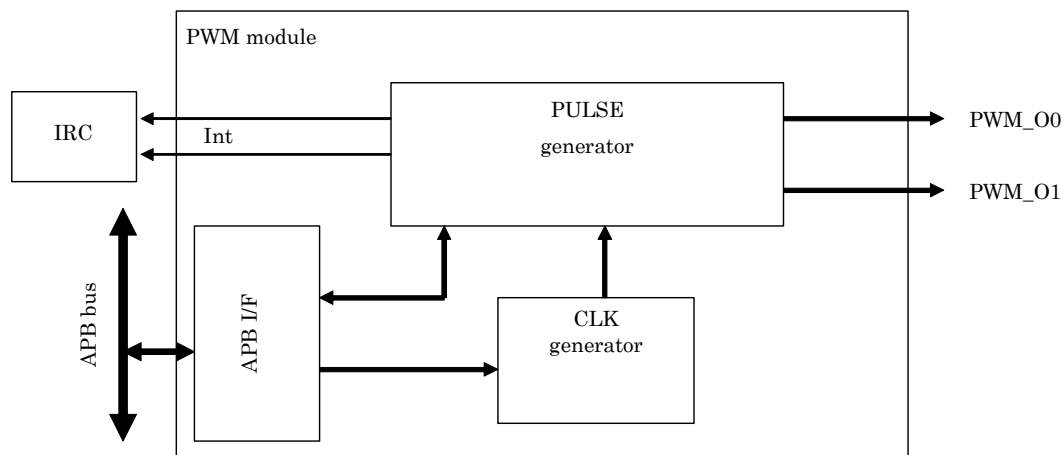 PWM module
IRC
Int
PULSE
generator
PWM_O0
PWM_O1
APB bus
APB I/F
CLK
generator